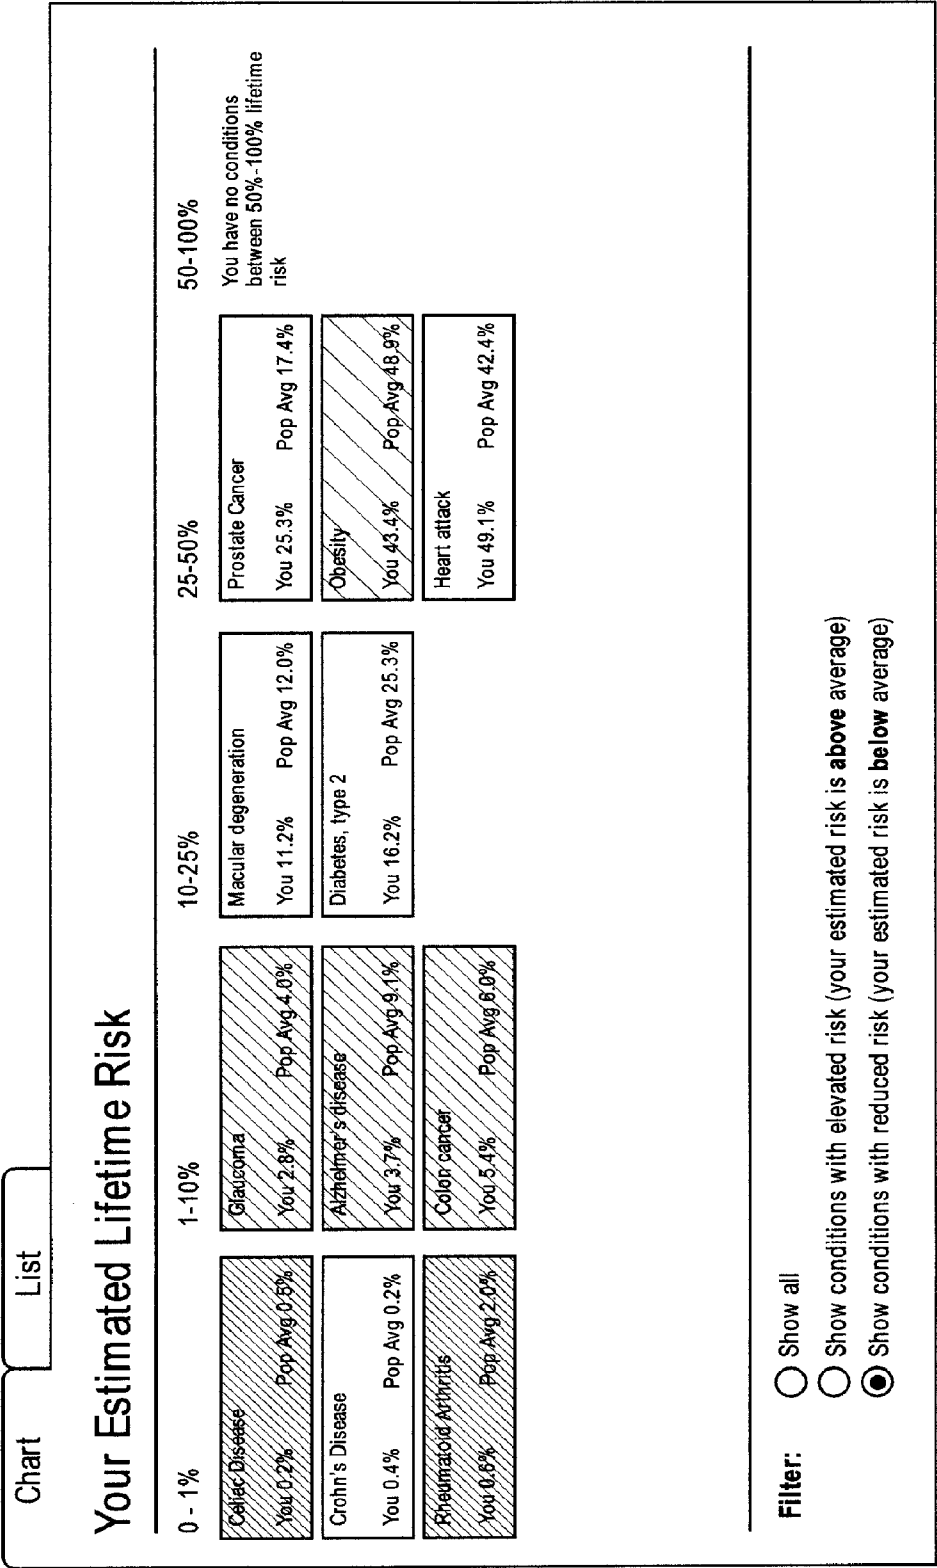 Chart
List
Your Estimated Lifetime Risk
0 - 1%
Celiac Disease
You 0.2% Pop Avg 0.5%
Crohn's Disease
You 0.4% Pop Avg 0.2%
Rheumatoid Arthritis
You 0.6% Pop Avg 2.0%
1-10%
Glaucoma
You 2.8% Pop Avg 4.0%
Alzheimer's disease
You 3.7% Pop Avg 9.1%
Colon cancer
You 5.4% Pop Avg 6.0%
10-25%
Macular degeneration
You 11.2% Pop Avg 12.0%
Diabetes, type 2
You 16.2% Pop Avg 25.3%
25-50%
Prostate Cancer
You 25.3% Pop Avg 17.4%
Obesity
You 43.4% Pop Avg 48.9%
Heart attack
You 49.1% Pop Avg 42.4%
50-100%
You have no conditions
between 50%-100% lifetime
risk
Filter:
Show all
Show conditions with elevated risk (your estimated risk is above average)
Show conditions with reduced risk (your estimated risk is below average)